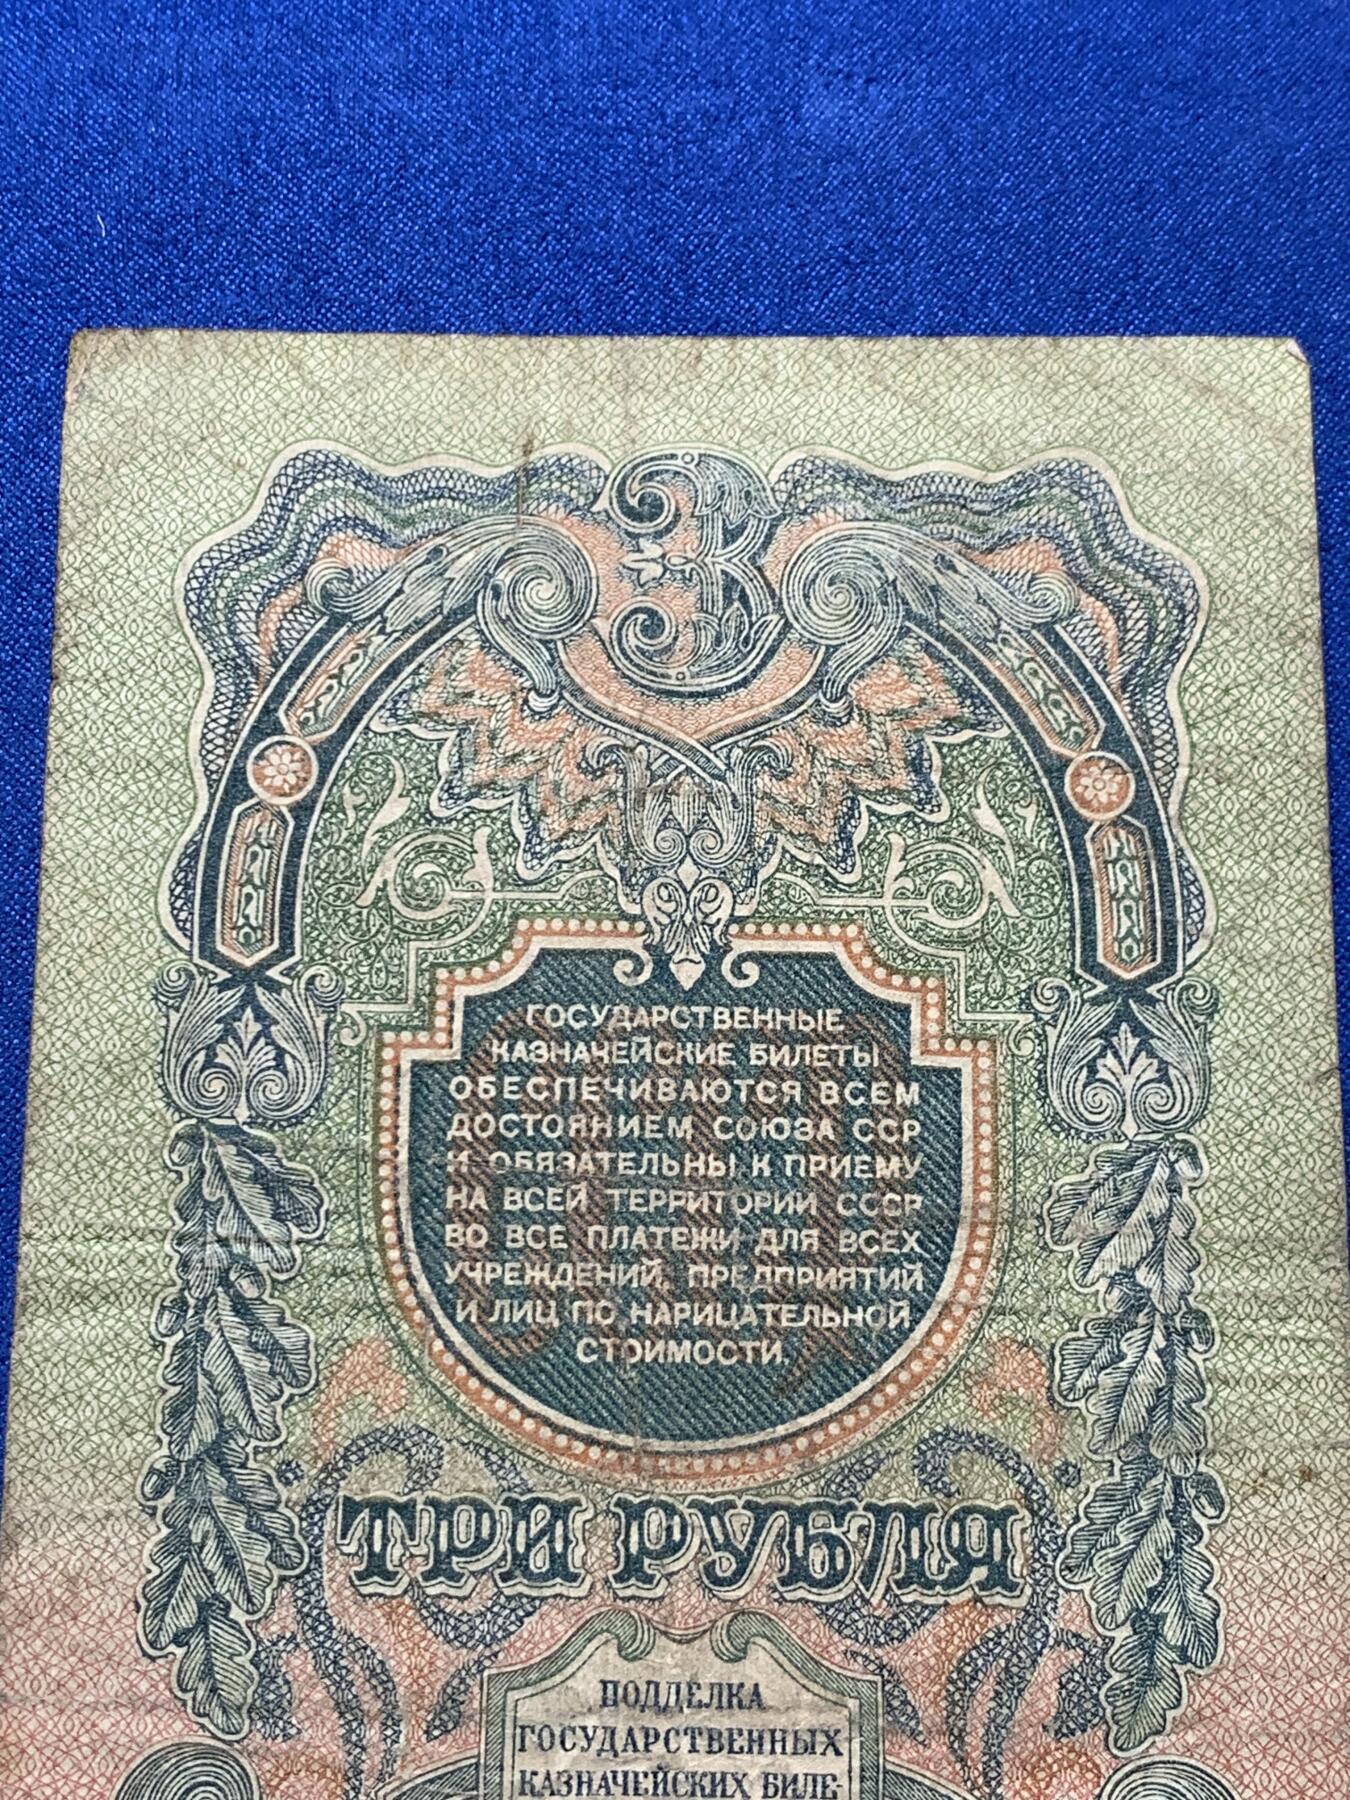 3
ГОСУДАРСТВЕННЫЕ
КАЗНАЧЕЙСКИЕ БИЛЕТЫ
ОБЕСПЕЧИВАЮТСЯ ВСЕМ
ДОСТОЯНИЕМ СОЮЗА ССР
И ОБЯЗАТЕЛЬНЫ К ПРИЕМУ
НА ВСЕЙ ТЕРРИТОРИИ СССР
ВО ВСЕ ПЛАТЕЖИ ДЛЯ ВСЕХ
УЧРЕЖДЕНИЙ, ПРЕДПРИЯТИЙ
И ЛИЦ ПО НАРИЦАТЕЛЬНОЙ
СТОИМОСТИ.
ТРИ РУБЛЯ
ПОДДЕЛКА
ГОСУДАРСТВЕННЫХ
КАЗНАЧЕЙСКИХ БИЛЕ-